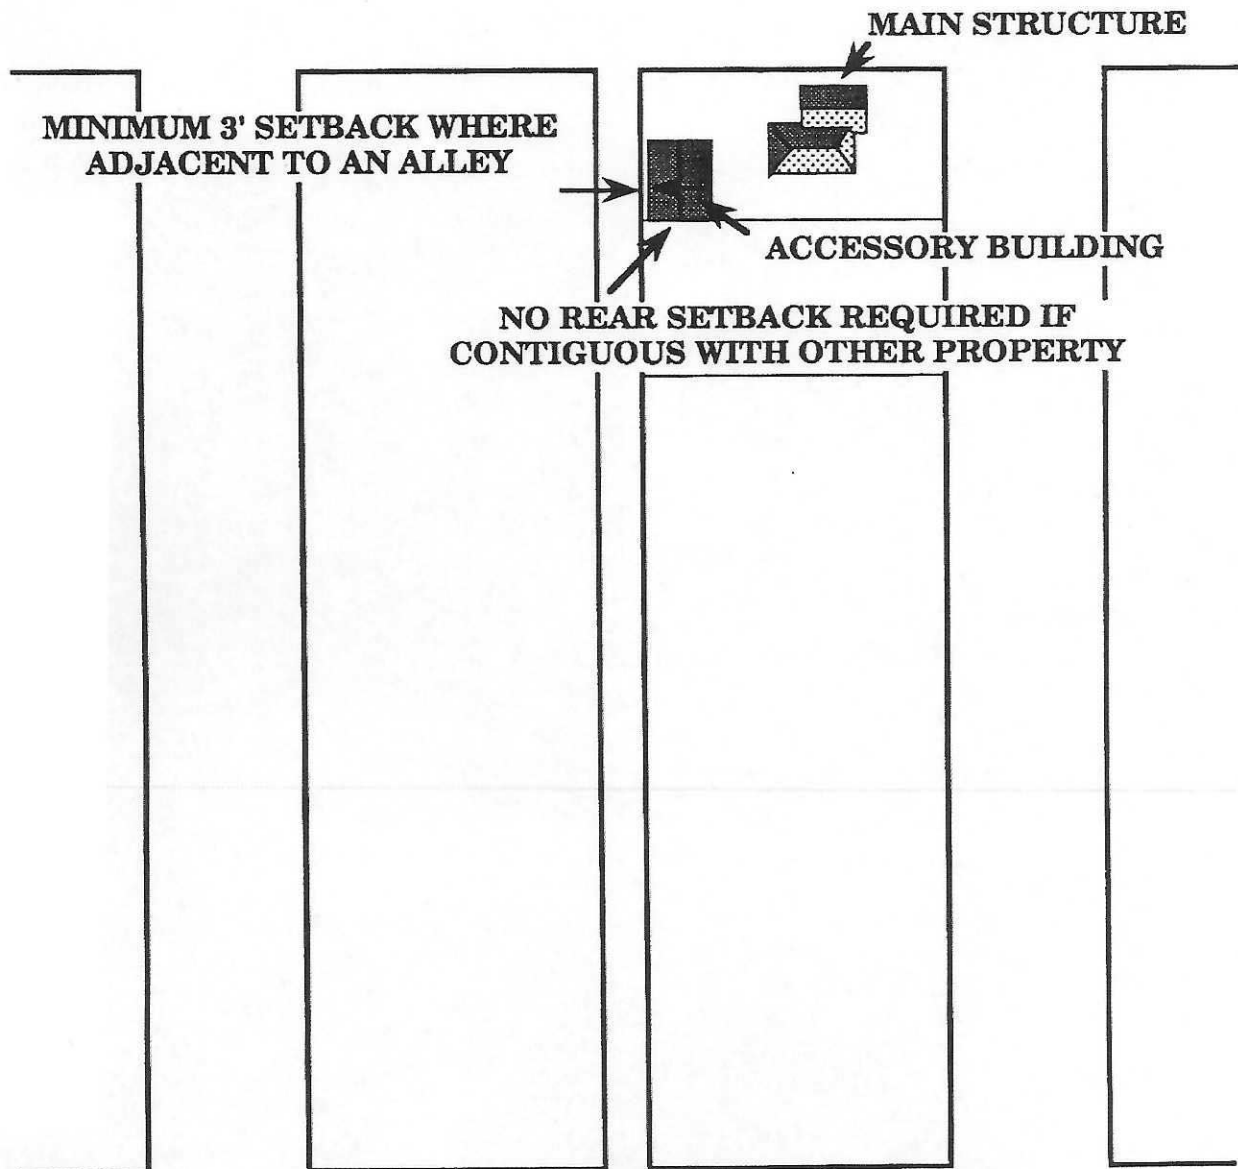 MAIN STRUCTURE
MINIMUM 3' SETBACK WHERE
ADJACENT TO AN ALLEY
ACCESSORY BUILDING
NO REAR SETBACK REQUIRED IF
CONTIGUOUS WITH OTHER PROPERTY